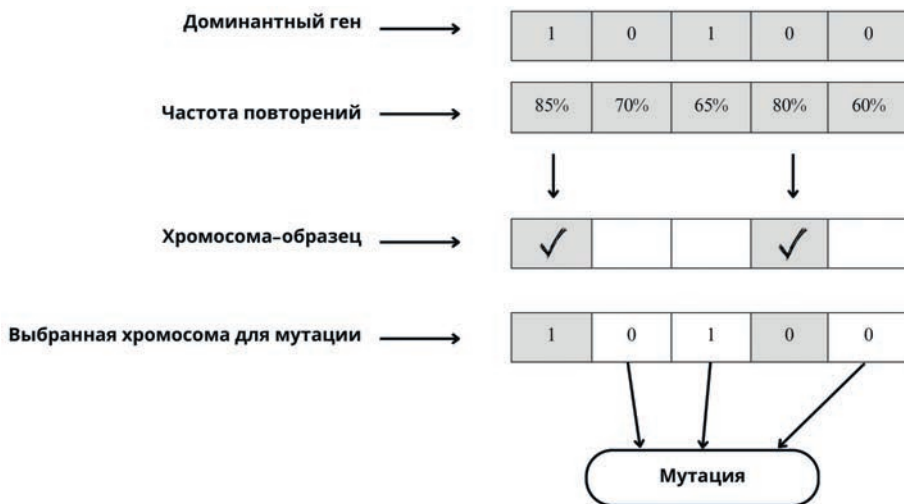 Доминантный ген 1 0 1 0 0
Частота повторений 85% 70% 65% 80% 60%
Хромосома-образец
Выбранная хромосома для мутации 1 0 1 0 0
Мутация